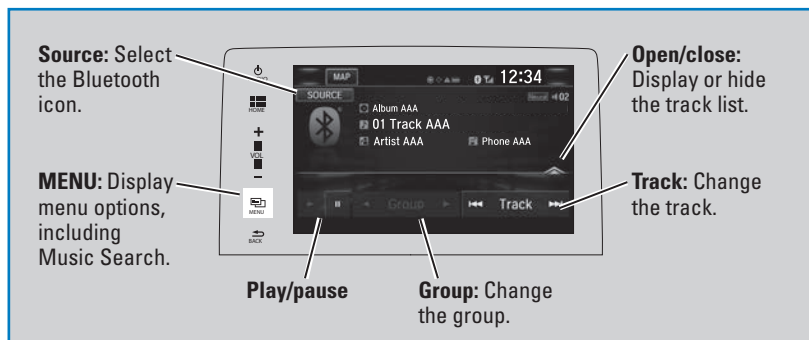 Source: Select
the Bluetooth
icon.
MENU: Display
menu options,
including
Music Search.
HOME
+
VOL
–
MENU
BACK
MAP
12:34
SOURCE
Neural
02
Album AAA
01 Track AAA
Artist AAA
Phone AAA
Group
Track
Play/pause
Group: Change
the group.
Open/close:
Display or hide
the track list.
Track: Change
the track.